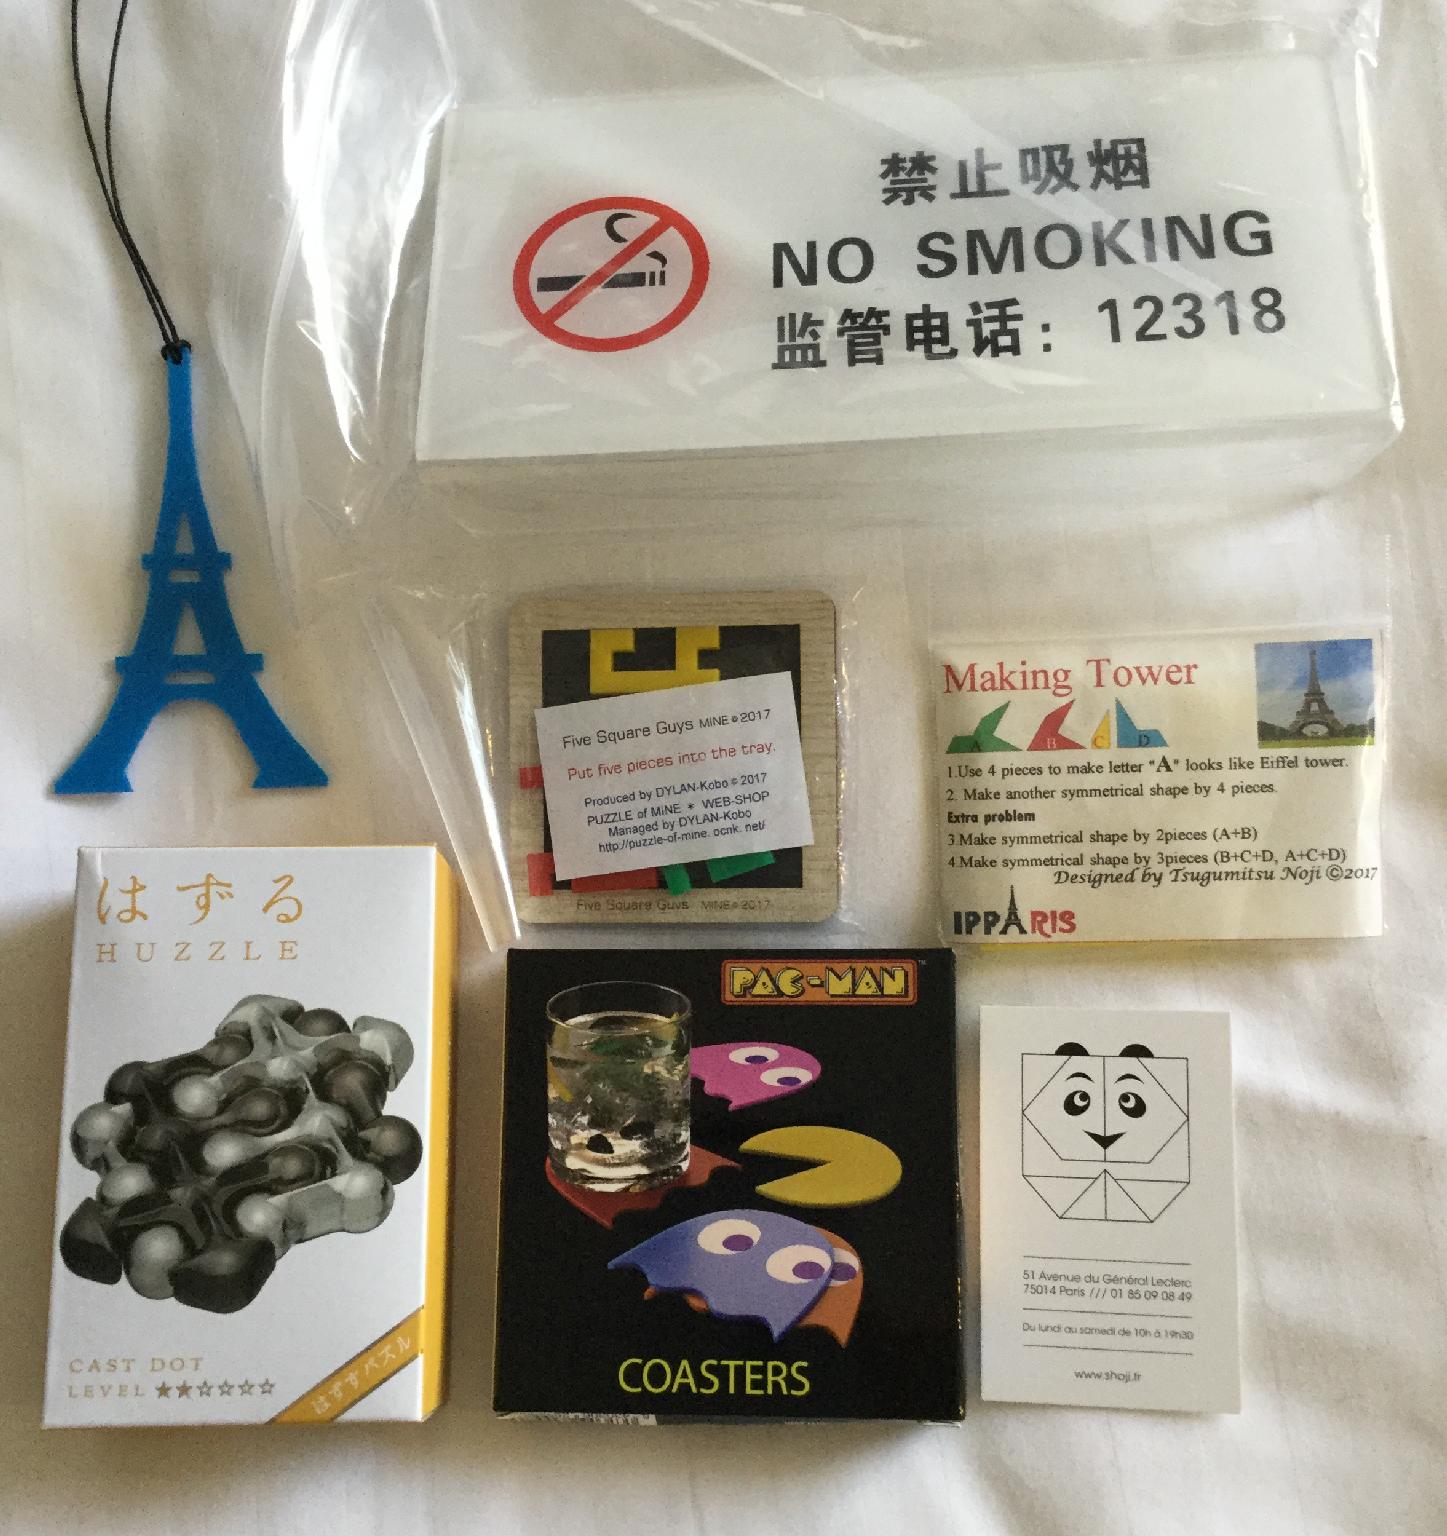 禁止吸烟
NO SMOKING
监管电话: 12318
Five Square Guys MINE©2017
Put five pieces into the tray.
Produced by DYLAN-Kobo©2017
PUZZLE of MINE * WEB-SHOP
Managed by DYLAN-Kobo
http://puzzle-of-mine.ocnk.net/
Five Square Guys MINE©2017
Making Tower
A B C D
1.Use 4 pieces to make letter "A" looks like Eiffel tower.
2. Make another symmetrical shape by 4 pieces.
Extra problem
3.Make symmetrical shape by 2pieces (A+B)
4.Make symmetrical shape by 3pieces (B+C+D, A+C+D)
Designed by Tsugumitsu Noji ©2017
IPPARIS
はずる
HUZZLE
CAST DOT
LEVEL ★★☆☆☆☆
はずすパズル
PAC-MAN™
COASTERS
51 Avenue du Général Leclerc
75014 Paris /// 01 85 09 08 49
Du lundi au samedi de 10h à 19h30
www.shoji.fr